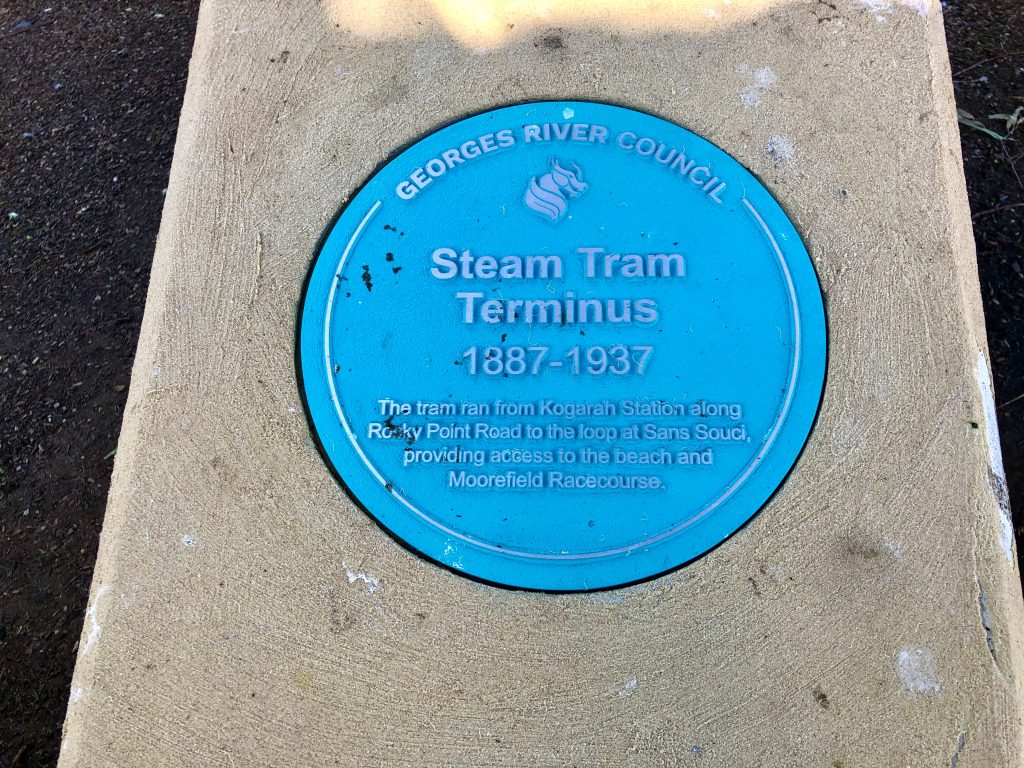 GEORGES RIVER COUNCIL
Steam Tram
Terminus
1887-1937
The tram ran from Kogarah Station along
Rocky Point Road to the loop at Sans Souci,
providing access to the beach and
Moorefield Racecourse.